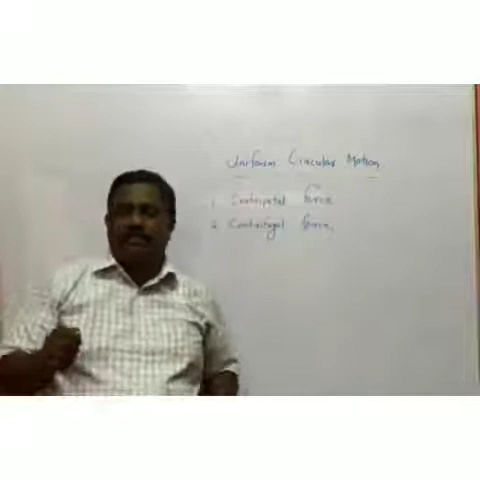 Uniform Circular Motion
1. Centripetal force
2. Centrifugal force.